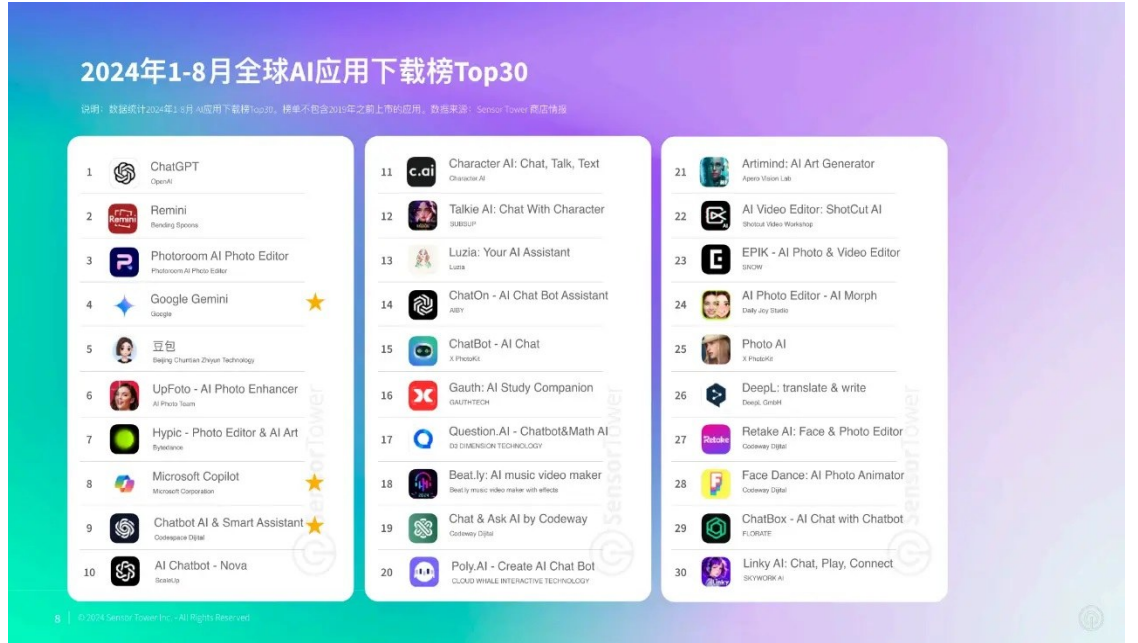 2024年1-8月全球AI应用下载榜Top30
说明：数据统计2024年1-8月 AI应用下载榜Top30，榜单不包含2019年之前上市的应用，数据来源：Sensor Tower 商店情报
1
ChatGPT
OpenAI
2
Remini
Remini
Bending Spoons
3
Photoroom AI Photo Editor
Photoroom AI Photo Editor
4
Google Gemini
Google
5
豆包
Beijing Chuntian Zhiyun Technology
6
UpFoto - AI Photo Enhancer
AI Photo Team
7
Hypic - Photo Editor & AI Art
Bytedance
8
Microsoft Copilot
Microsoft Corporation
9
Chatbot AI & Smart Assistant
Codespace Dijital
10
AI Chatbot - Nova
ScaleUp
SensorTower
11
c.ai
Character AI: Chat, Talk, Text
Character.AI
12
Talkie AI: Chat With Character
SUBSUP
13
Luzia: Your AI Assistant
Luzia
14
ChatOn - AI Chat Bot Assistant
AIBY
15
ChatBot - AI Chat
X PhotoKit
16
Gauth: AI Study Companion
GAUTHTECH
17
Question.AI - Chatbot&Math AI
D3 DIMENSION TECHNOLOGY
18
Beat.ly: AI music video maker
Beat.ly music video maker with effects
19
Chat & Ask AI by Codeway
Codeway Dijital
20
Poly.AI - Create AI Chat Bot
CLOUD WHALE INTERACTIVE TECHNOLOGY
SensorTower
21
Artimind: AI Art Generator
Apero Vision Lab
22
AI
AI Video Editor: ShotCut AI
Shotcut Video Workshop
23
EPIK - AI Photo & Video Editor
SNOW
24
AI Photo Editor - AI Morph
Daily Joy Studio
25
Photo AI
X PhotoKit
26
DeepL: translate & write
DeepL GmbH
27
Retake
Retake AI: Face & Photo Editor
Codeway Dijital
28
Face Dance: AI Photo Animator
Codeway Dijital
29
ChatBox - AI Chat with Chatbot
FLORATE
30
Linky
Linky AI: Chat, Play, Connect
SKYWORK AI
SensorTower
8
© 2024 Sensor Tower Inc. - All Rights Reserved